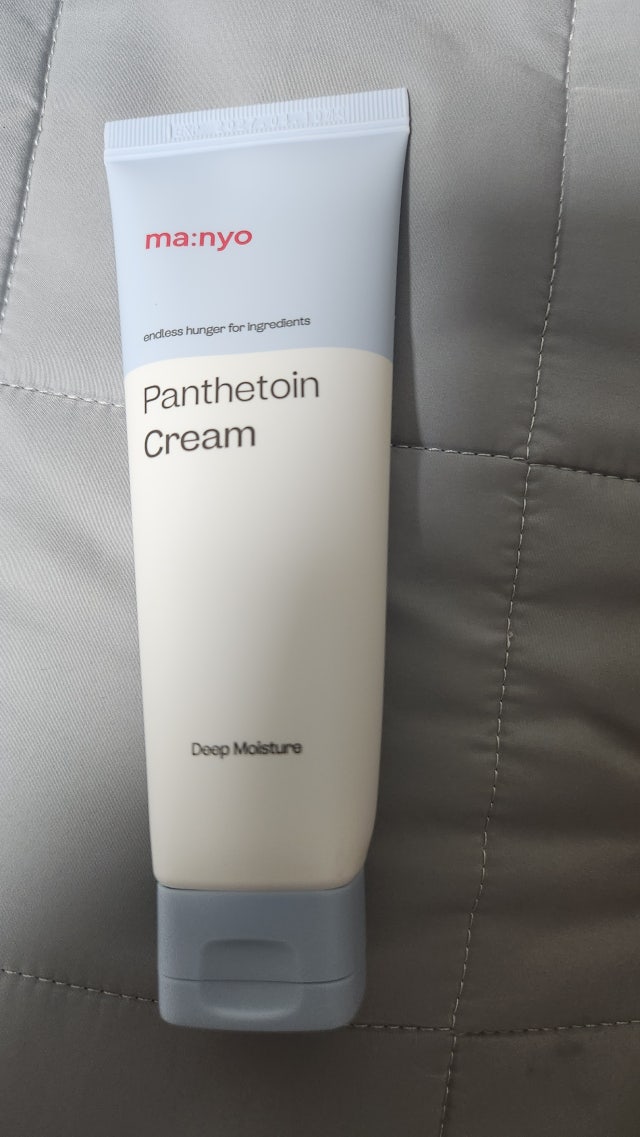 ma:nyo
endless hunger for ingredients
Panthetoin
Cream
Deep Moisture